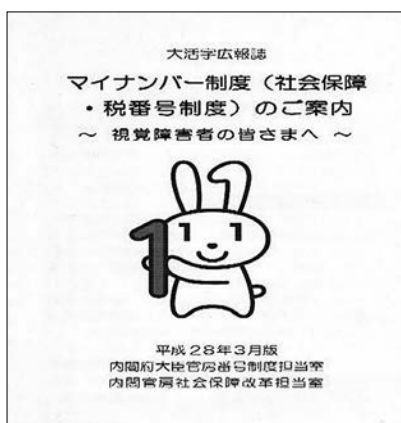 大活字広報誌
マイナンバー制度（社会保障
・税番号制度）のご案内
～ 視覚障害者の皆さまへ ～
1
平成２８年３月版
内閣府大臣官房番号制度担当室
内閣官房社会保障改革担当室